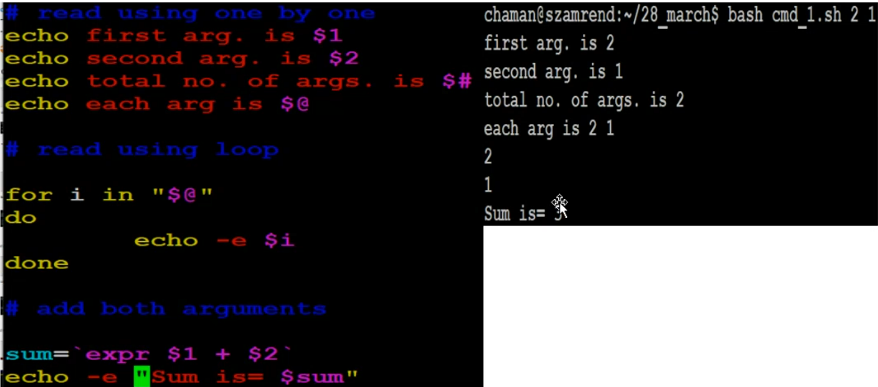 # read using one by one
echo first arg. is $1
echo second arg. is $2
echo total no. of args. is $#
echo each arg is $@
# read using loop
for i in "$@"
do
echo -e $i
done
# add both arguments
sum=`expr $1 + $2`
echo -e "Sum is= $sum"
chaman@szamrend:~/28_march$ bash cmd_1.sh 2 1
first arg. is 2
second arg. is 1
total no. of args. is 2
each arg is 2 1
2
1
Sum is= 3